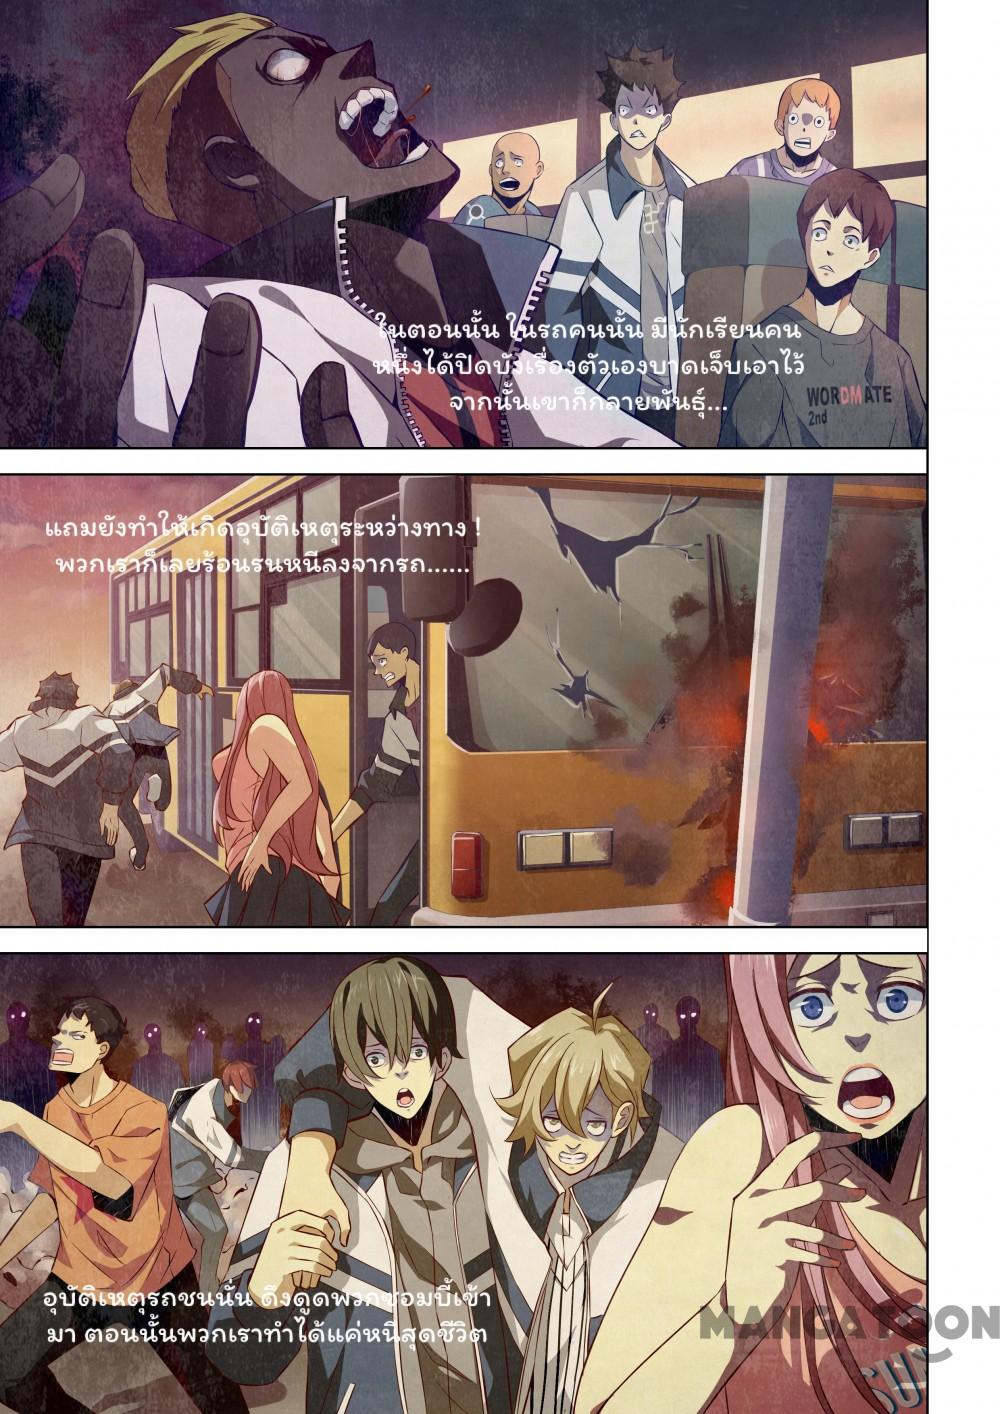 ในตอนนั้น ในรถคนนั้น มีนักเรียนคน
หนึ่งได้ปิดบังเรื่องตัวเองบาดเจ็บเอาไว้
จากนั้นเขาก็กลายพันธุ์...
WORDMATE
2nd
แถมยังทำให้เกิดอุบัติเหตุระหว่างทาง !
พวกเราก็เลยร้อนรนหนีลงจากรถ......
อุบัติเหตุรถชนนั่น ดึงดูดพวกซอมบี้เข้า
มา ตอนนั้นพวกเราทำได้แค่หนีสุดชีวิต
MANGATOON